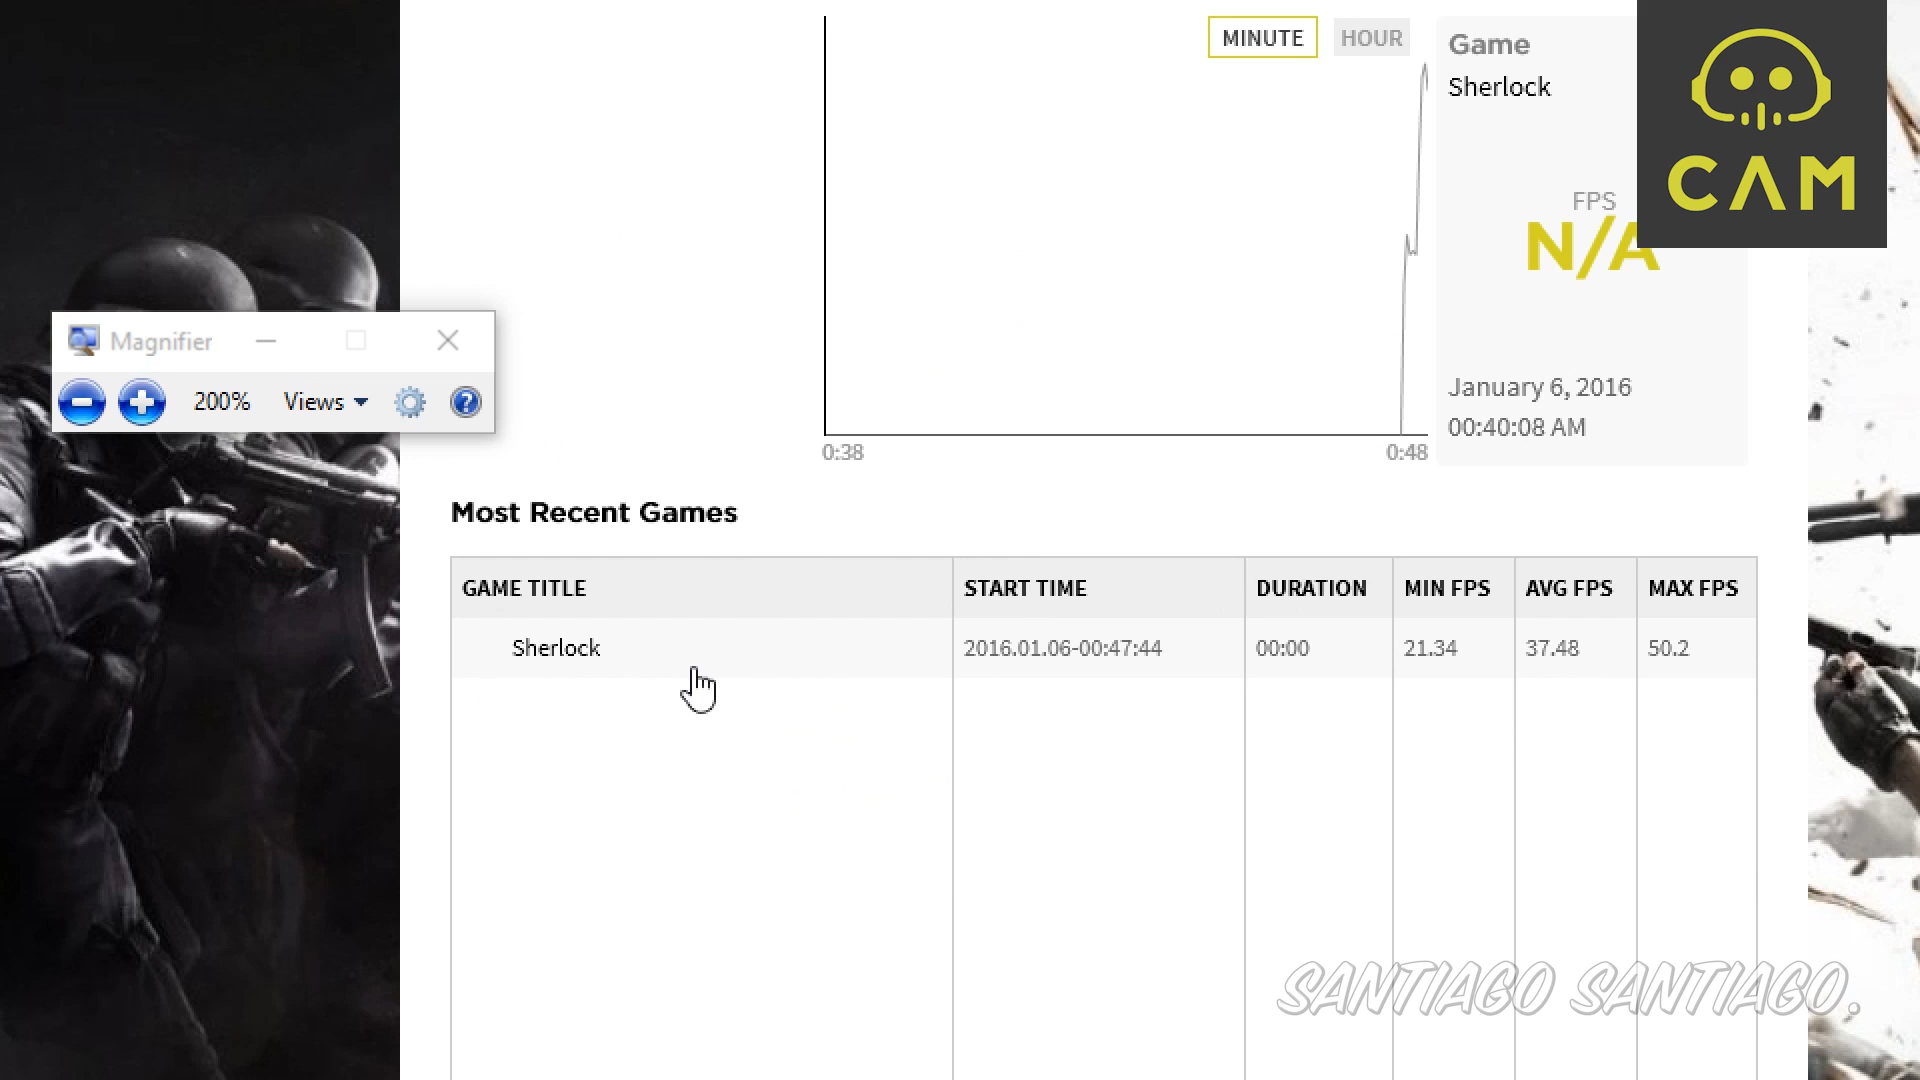 MINUTE HOUR
Game
Sherlock
CAM
FPS
N/A
Magnifier
200% Views
January 6, 2016
00:40:08 AM
0:38 0:48
Most Recent Games
GAME TITLE START TIME DURATION MIN FPS AVG FPS MAX FPS
Sherlock 2016.01.06-00:47:44 00:00 21.34 37.48 50.2
SANTIAGO SANTIAGO.